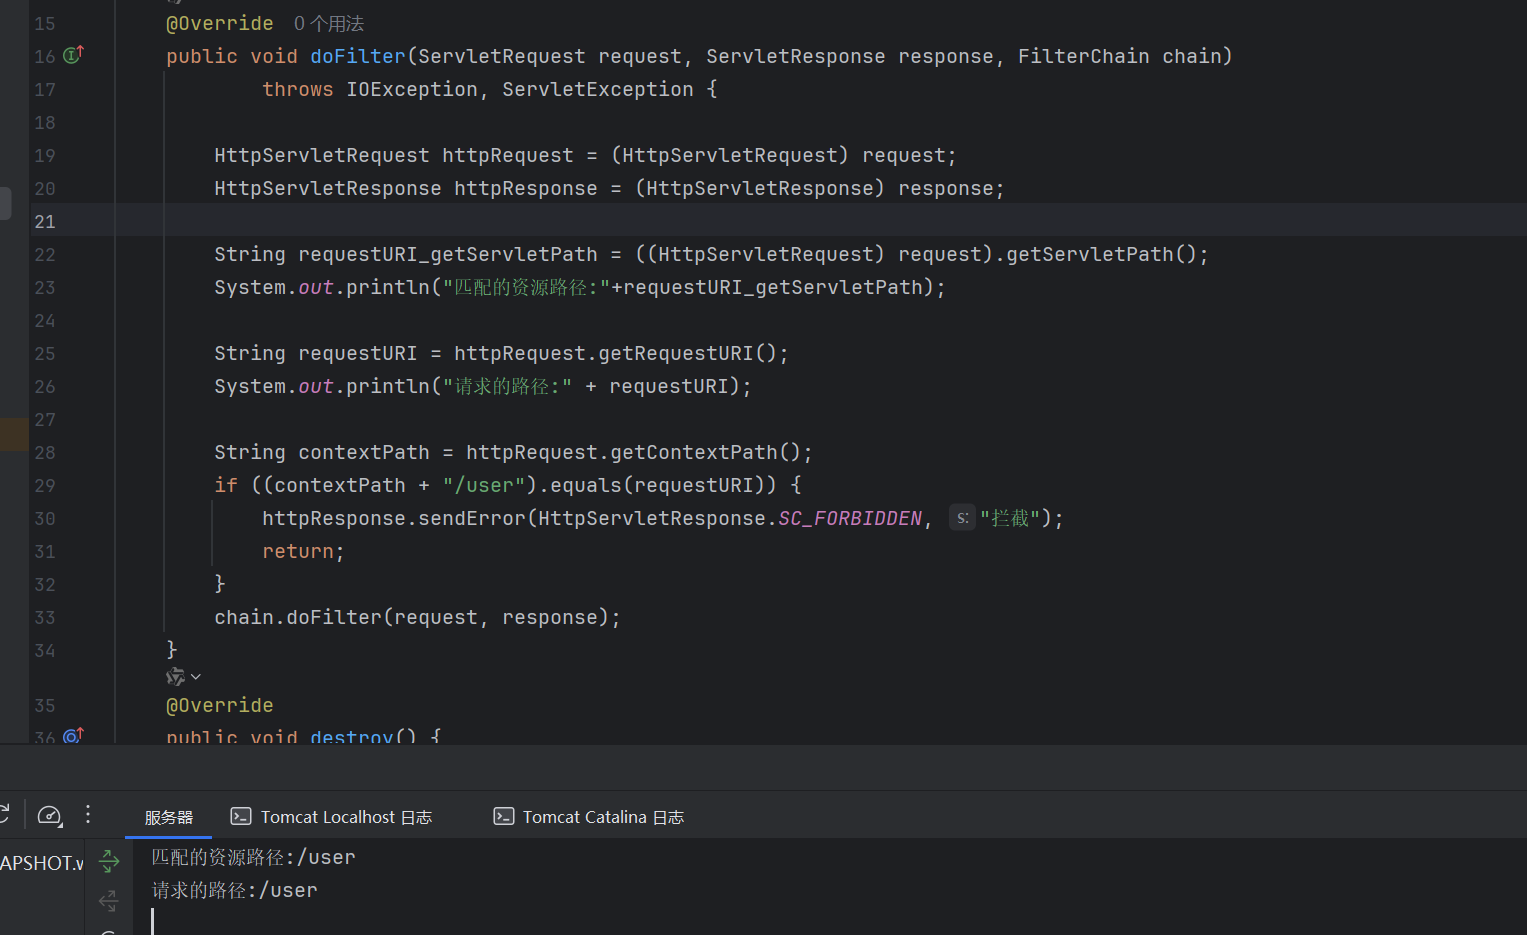 15 @Override 0 个用法
16 public void doFilter(ServletRequest request, ServletResponse response, FilterChain chain)
17 throws IOException, ServletException {
18
19 HttpServletRequest httpRequest = (HttpServletRequest) request;
20 HttpServletResponse httpResponse = (HttpServletResponse) response;
21
22 String requestURI_getServletPath = ((HttpServletRequest) request).getServletPath();
23 System.out.println("匹配的资源路径:"+requestURI_getServletPath);
24
25 String requestURI = httpRequest.getRequestURI();
26 System.out.println("请求的路径:" + requestURI);
27
28 String contextPath = httpRequest.getContextPath();
29 if ((contextPath + "/user").equals(requestURI)) {
30 httpResponse.sendError(HttpServletResponse.SC_FORBIDDEN, s: "拦截");
31 return;
32 }
33 chain.doFilter(request, response);
34 }
35 @Override
36 public void destroy() {
服务器 Tomcat Localhost 日志 Tomcat Catalina 日志
APSHOT.w 匹配的资源路径:/user
请求的路径:/user